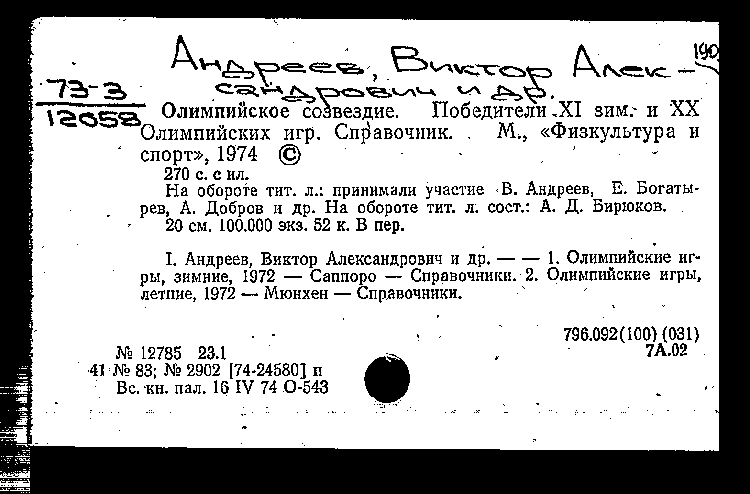 Андреев, Виктор Алек-
190
сандрович и др.
73-3
12058
Олимпийское созвездие. Победители XI зим. и XX
Олимпийских игр. Справочник. М., «Физкультура и
спорт», 1974 ©
270 с. с ил.
На обороте тит. л.: принимали участие В. Андреев, Е. Богаты-
рев, А. Добров и др. На обороте тит. л. сост.: А. Д. Бирюков.
20 см. 100.000 экз. 52 к. В пер.
I. Андреев, Виктор Александрович и др. — — 1. Олимпийские иг-
ры, зимние, 1972 — Саппоро — Справочники. 2. Олимпийские игры,
летние, 1972 — Мюнхен — Справочники.
796.092(100) (031)
7А.02
№ 12785 23.1
41 № 83; № 2902 [74-24580] п
Вс. кн. пал. 16 IV 74 О-543